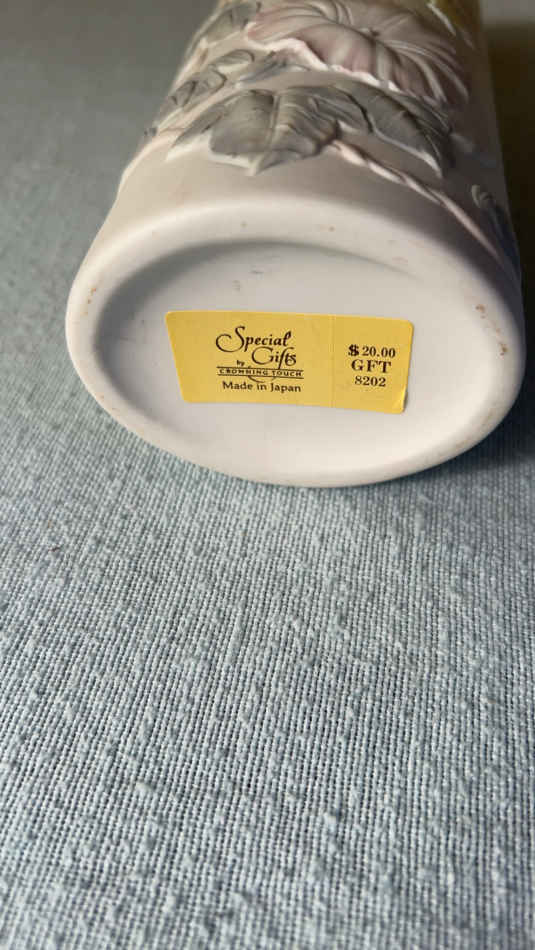 Special
Gifts
by
CROWNING TOUCH
Made in Japan
$20.00
GFT
8202